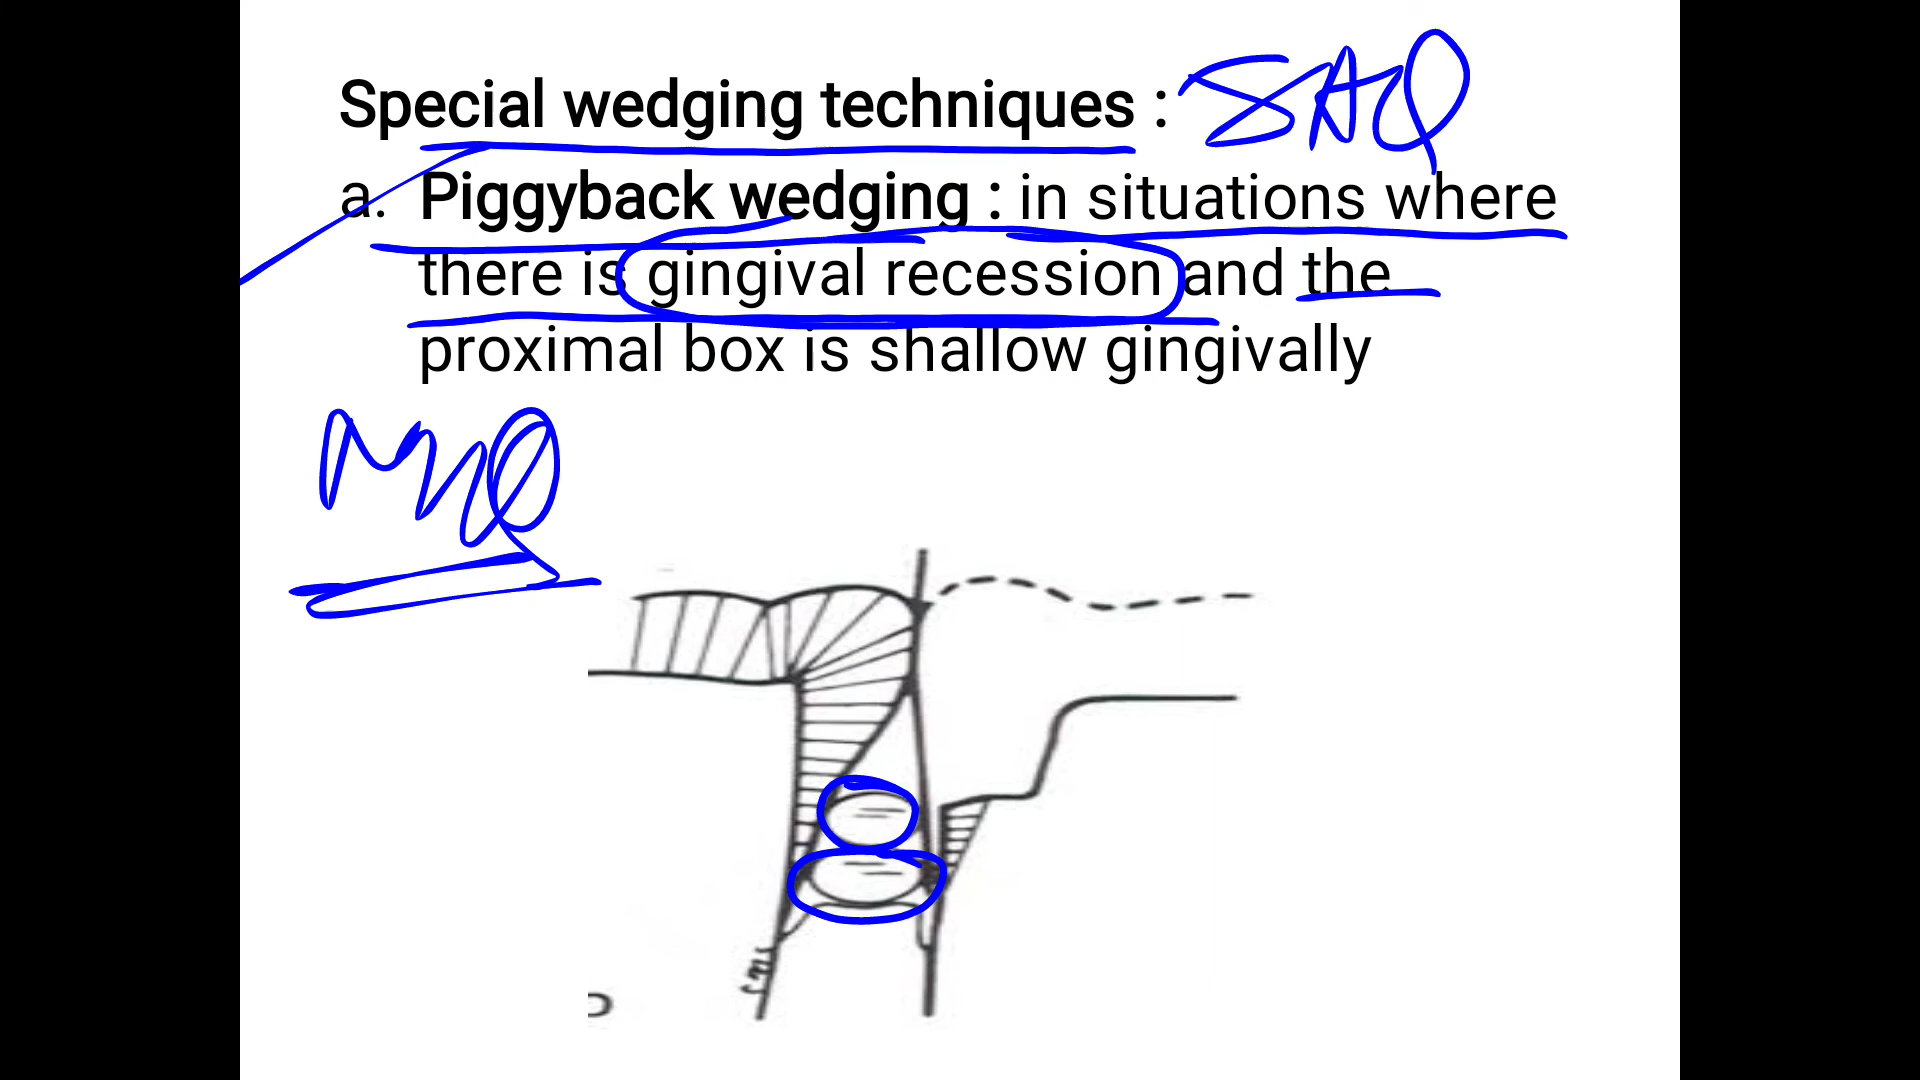 Special wedging techniques : SAQ
a. Piggyback wedging : in situations where
there is gingival recession and the
proximal box is shallow gingivally